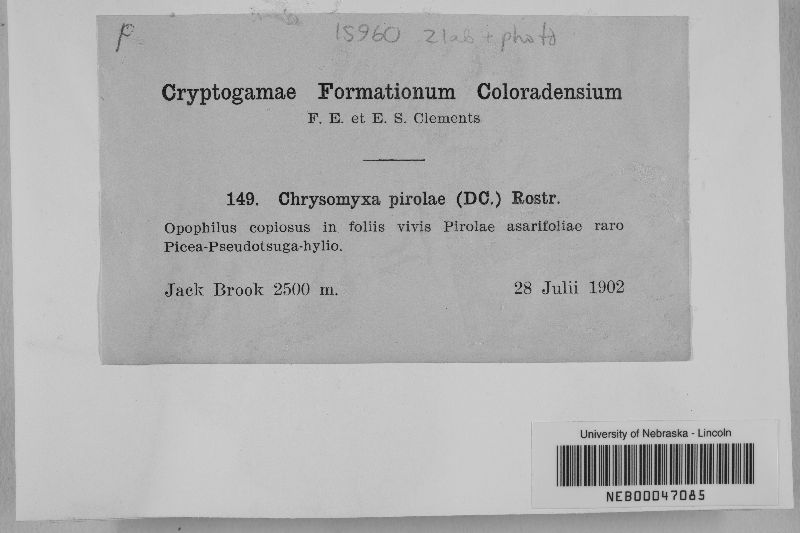 P 15960 2 lab + photo
Cryptogamae Formationum Coloradensium
F. E. et E. S. Clements
149. Chrysomyxa pirolae (DC.) Rostr.
Opophilus copiosus in foliis vivis Pirolae asarifoliae raro
Picea-Pseudotsuga-hylio.
Jack Brook 2500 m. 28 Julii 1902
University of Nebraska - Lincoln
NEB00047085